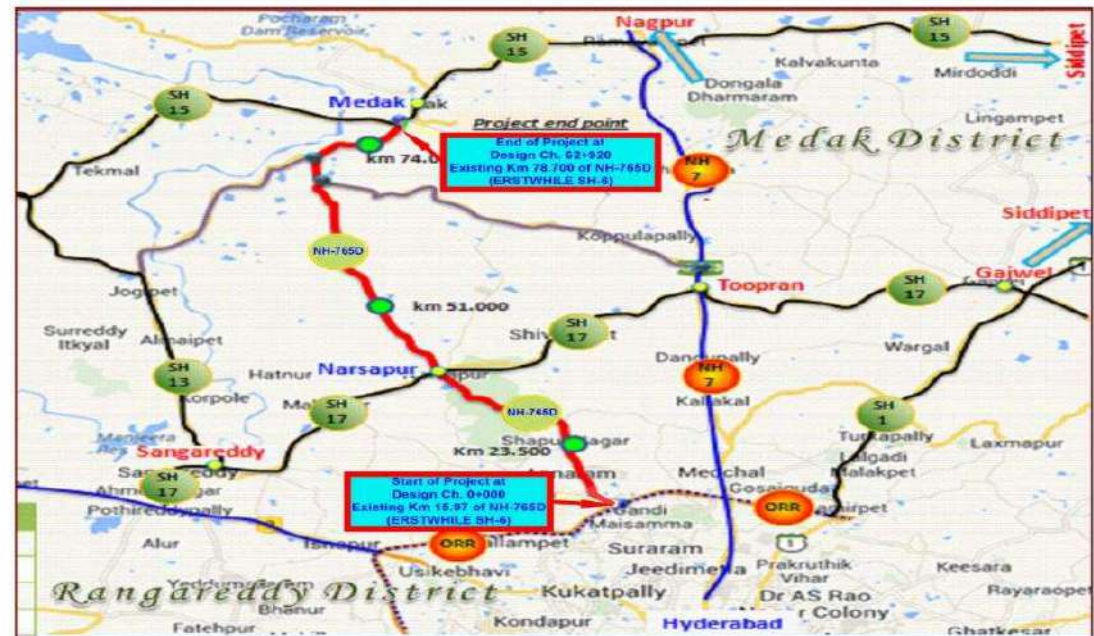 Pocharam
Dam Reservoir
SH
15
Nagpur
SH
15
Kalvakunta
Mirdoddi
Siddipet
Dongala
Dharmaram
Lingampet
SH
15
Medak
Project end point
End of Project at
Design Ch. 62+920
Existing Km 78.700 of NH-765D
(ERSTWHILE SH-6)
Medak District
Tekmal
km 74.0
NH
7
Siddipet
Koppulapally
NH-765D
Gajwel
Toopran
SH
17
Jogipet
km 51.000
Surreddy
Itkyal
Almaipet
SH
17
Wargal
SH
13
Hatnur
Narsapur
NH
7
Kallakal
SH
17
NH-765D
SH
1
Sangareddy
Km 23.500
Medchal
Laxmapur
Lalgadi
Malakpet
SH
17
Pothireddypally
Start of Project at
Design Ch. 0+000
Existing Km 15.97 of NH-765D
(ERSTWHILE SH-6)
Gandi
Maisamma
ORR
Alur
ORR
Suraram
1
Usikebhavi
Jeedimetla
Prakruthik
Vihar
Keesara
Rangareddy District
Kukatpally
Dr AS Rao
r Colony
Rayaraope
Bhanur
Fatehpur
Kondapur
Hyderabad
Ghatkesar